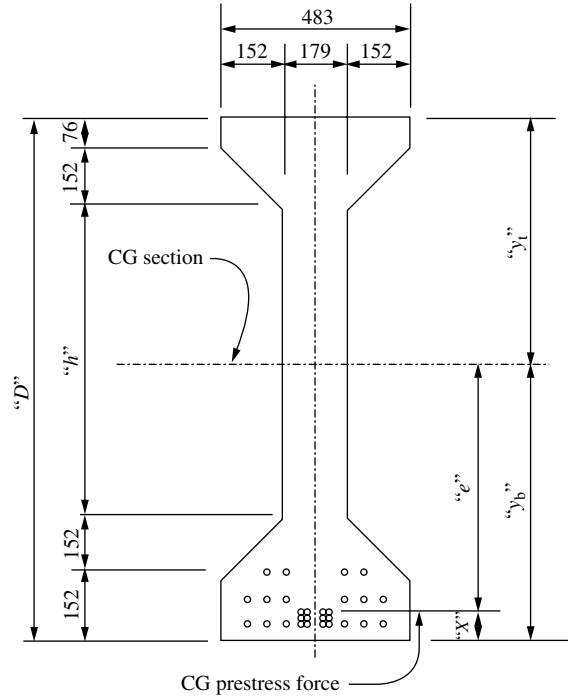 483
152 179 152
76
152
CG section
"y_t"
"D"
"h"
"e"
"y_b"
152
152
"X"
CG prestress force